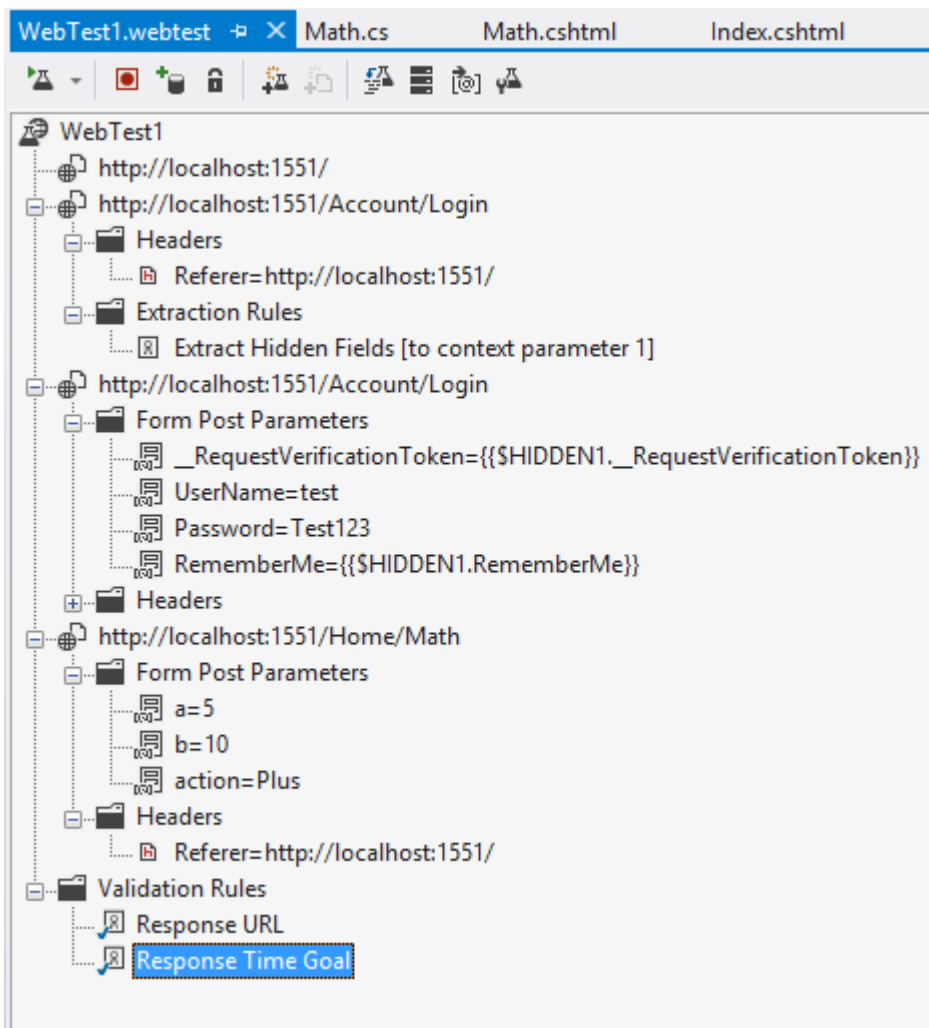 WebTest1.webtest Math.cs Math.cshtml Index.cshtml
WebTest1
http://localhost:1551/
http://localhost:1551/Account/Login
Headers
Referer=http://localhost:1551/
Extraction Rules
Extract Hidden Fields [to context parameter 1]
http://localhost:1551/Account/Login
Form Post Parameters
__RequestVerificationToken={{$HIDDEN1.__RequestVerificationToken}}
UserName=test
Password=Test123
RememberMe={{$HIDDEN1.RememberMe}}
Headers
http://localhost:1551/Home/Math
Form Post Parameters
a=5
b=10
action=Plus
Headers
Referer=http://localhost:1551/
Validation Rules
Response URL
Response Time Goal